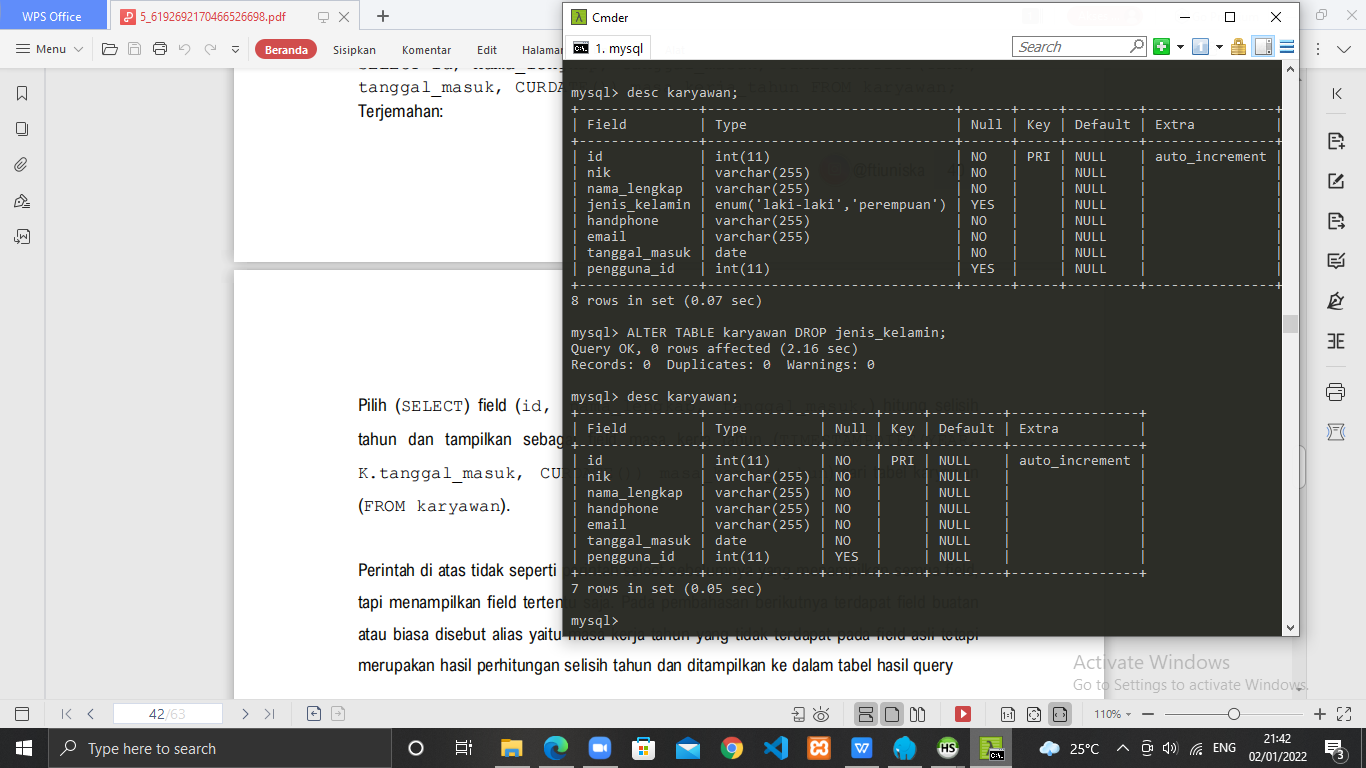 WPS Office
5_6192692170466526698.pdf
Menu
Beranda
Sisipkan
Komentar
Edit
Halaman
tanggal_masuk, CURDA
Terjemahan:
Pilih (SELECT) field (id,
tahun dan tampilkan sebaga
K.tanggal_masuk, CU
(FROM karyawan).
Perintah di atas tidak seperti
tapi menampilkan field tertentu saja. Pada pembahasan berikutnya terdapat field buatan
atau biasa disebut alias yaitu masa kerja tahun yang tidak terdapat pada field asli tetapi
merupakan hasil perhitungan selisih tahun dan ditampilkan ke dalam tabel hasil query
Cmder
1. mysql
Search
mysql> desc karyawan;
+---------------+-------------------------------+------+-----+---------+----------------+
| Field | Type | Null | Key | Default | Extra |
+---------------+-------------------------------+------+-----+---------+----------------+
| id | int(11) | NO | PRI | NULL | auto_increment |
| nik | varchar(255) | NO | | NULL | |
| nama_lengkap | varchar(255) | NO | | NULL | |
| jenis_kelamin | enum('laki-laki','perempuan') | YES | | NULL | |
| handphone | varchar(255) | NO | | NULL | |
| email | varchar(255) | NO | | NULL | |
| tanggal_masuk | date | NO | | NULL | |
| pengguna_id | int(11) | YES | | NULL | |
+---------------+-------------------------------+------+-----+---------+----------------+
8 rows in set (0.07 sec)
mysql> ALTER TABLE karyawan DROP jenis_kelamin;
Query OK, 0 rows affected (2.16 sec)
Records: 0 Duplicates: 0 Warnings: 0
mysql> desc karyawan;
+---------------+--------------+------+-----+---------+----------------+
| Field | Type | Null | Key | Default | Extra |
+---------------+--------------+------+-----+---------+----------------+
| id | int(11) | NO | PRI | NULL | auto_increment |
| nik | varchar(255) | NO | | NULL | |
| nama_lengkap | varchar(255) | NO | | NULL | |
| handphone | varchar(255) | NO | | NULL | |
| email | varchar(255) | NO | | NULL | |
| tanggal_masuk | date | NO | | NULL | |
| pengguna_id | int(11) | YES | | NULL | |
+---------------+--------------+------+-----+---------+----------------+
7 rows in set (0.05 sec)
mysql>
Activate Windows
Go to Settings to activate Windows.
42/63
110%
Type here to search
25°C
ENG
21:42
02/01/2022
3